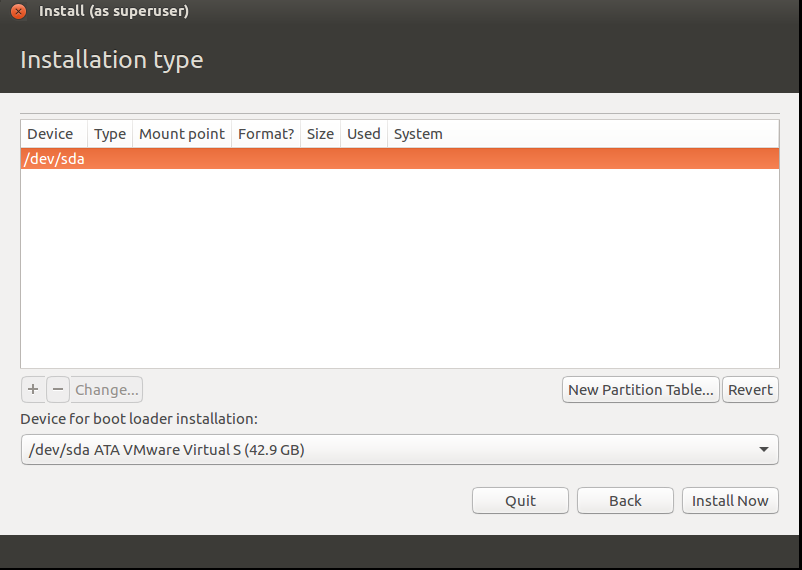 Install (as superuser)
Installation type
Device Type Mount point Format? Size Used System
/dev/sda
+ − Change... New Partition Table... Revert
Device for boot loader installation:
/dev/sda ATA VMware Virtual S (42.9 GB)
Quit Back Install Now